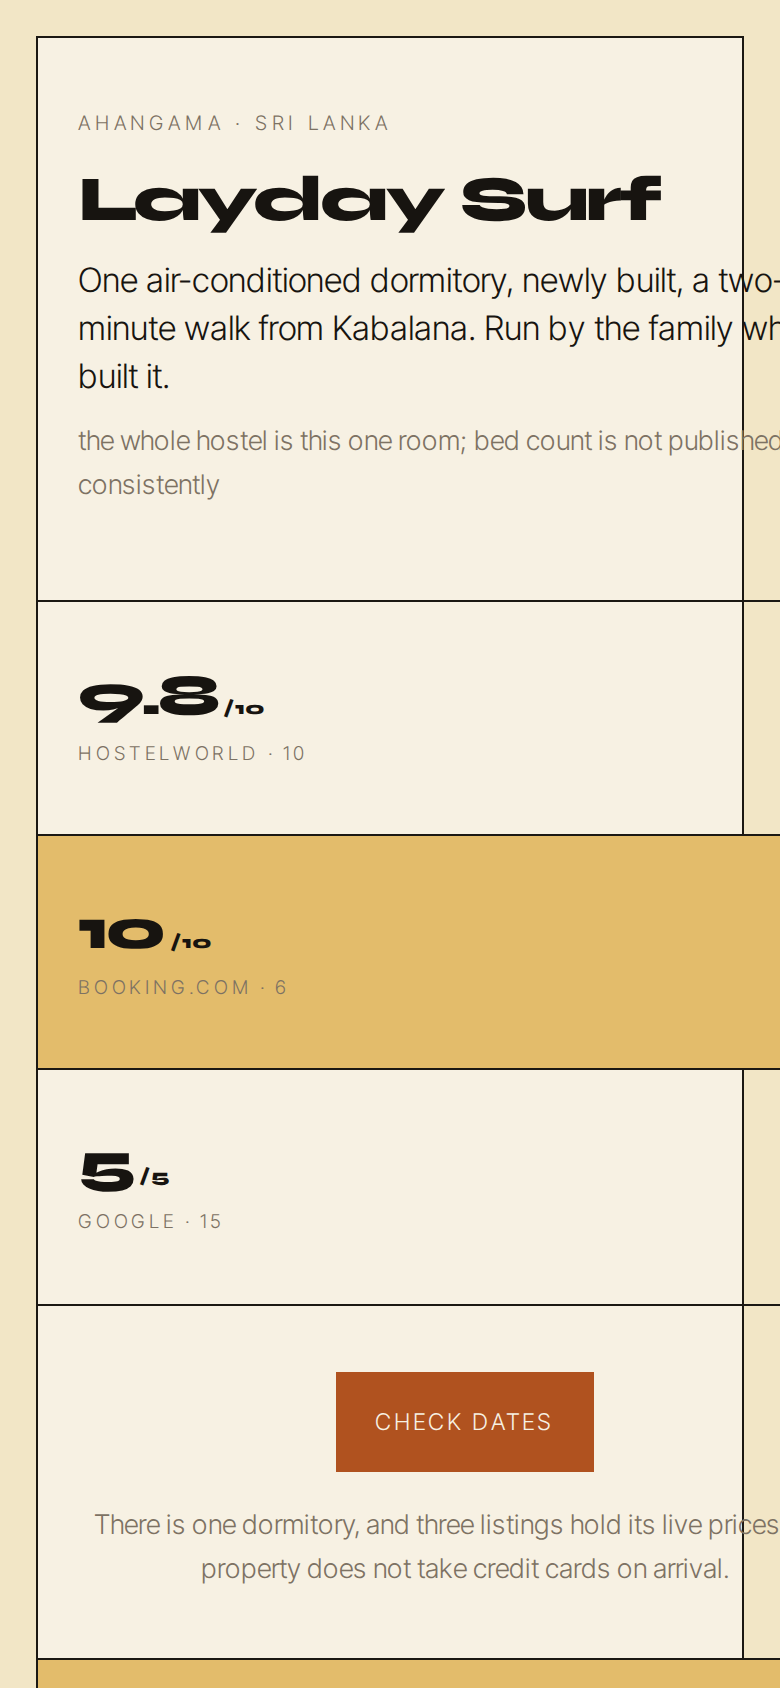 AHANGAMA · SRI LANKA
Layday Surf
One air-conditioned dormitory, newly built, a two-
minute walk from Kabalana. Run by the family
built it.
the whole hostel is this one room; bed count is not published
consistently
9.8/10
HOSTELWORLD · 10
10/10
BOOKING.COM · 6
5/5
GOOGLE · 15
CHECK DATES
There is one dormitory, and three listings hold its live prices
property does not take credit cards on arrival.